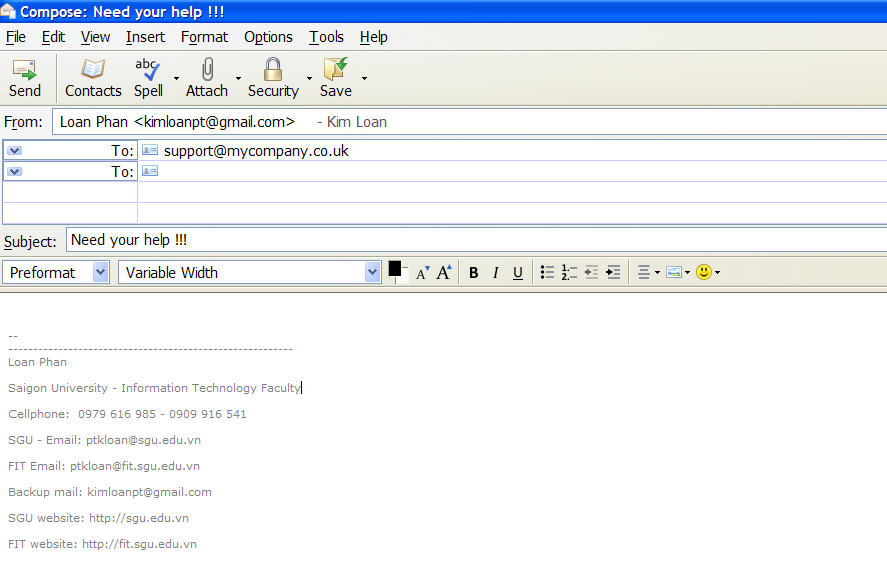 Compose: Need your help !!!
File Edit View Insert Format Options Tools Help
abc
Send Contacts Spell Attach Security Save
From: Loan Phan <kimloanpt@gmail.com> - Kim Loan
To: support@mycompany.co.uk
To:
Subject: Need your help !!!
Preformat Variable Width A A B I U 1. 2.
--
-------------------------------------------------------
Loan Phan
Saigon University - Information Technology Faculty
Cellphone: 0979 616 985 - 0909 916 541
SGU - Email: ptkloan@sgu.edu.vn
FIT Email: ptkloan@fit.sgu.edu.vn
Backup mail: kimloanpt@gmail.com
SGU website: http://sgu.edu.vn
FIT website: http://fit.sgu.edu.vn